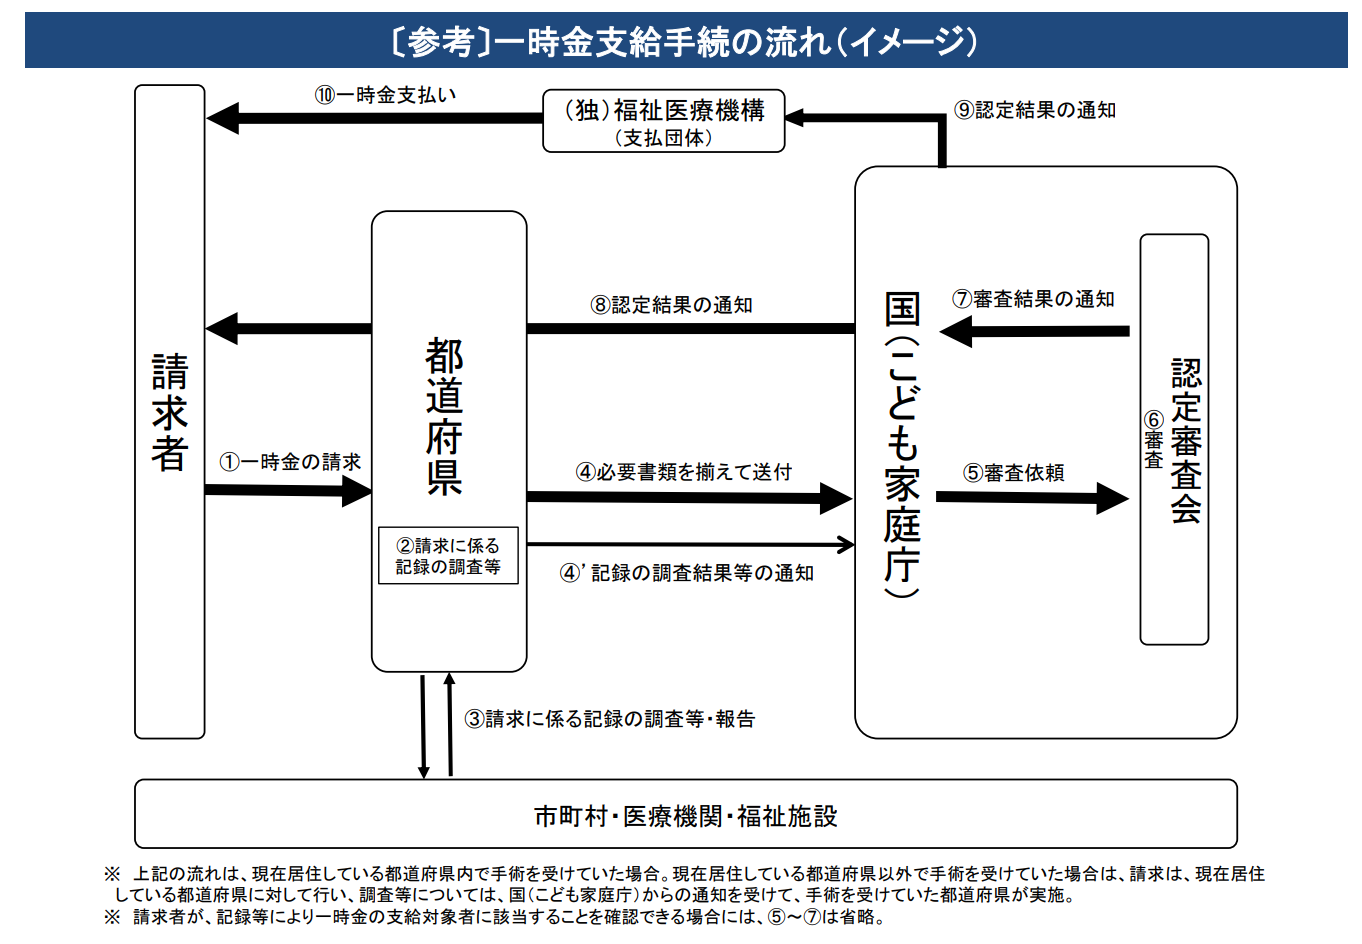 〔参考〕一時金支給手続の流れ（イメージ）
⑩一時金支払い
（独）福祉医療機構
（支払団体）
⑨認定結果の通知
請求者
都道府県
国（こども家庭庁）
認定審査会
⑥審査
⑧認定結果の通知
⑦審査結果の通知
①一時金の請求
④必要書類を揃えて送付
⑤審査依頼
②請求に係る
記録の調査等
④’記録の調査結果等の通知
③請求に係る記録の調査等・報告
市町村・医療機関・福祉施設
※　上記の流れは、現在居住している都道府県内で手術を受けていた場合。現在居住している都道府県以外で手術を受けていた場合は、請求は、現在居住
している都道府県に対して行い、調査等については、国（こども家庭庁）からの通知を受けて、手術を受けていた都道府県が実施。
※　請求者が、記録等により一時金の支給対象者に該当することを確認できる場合には、⑤～⑦は省略。